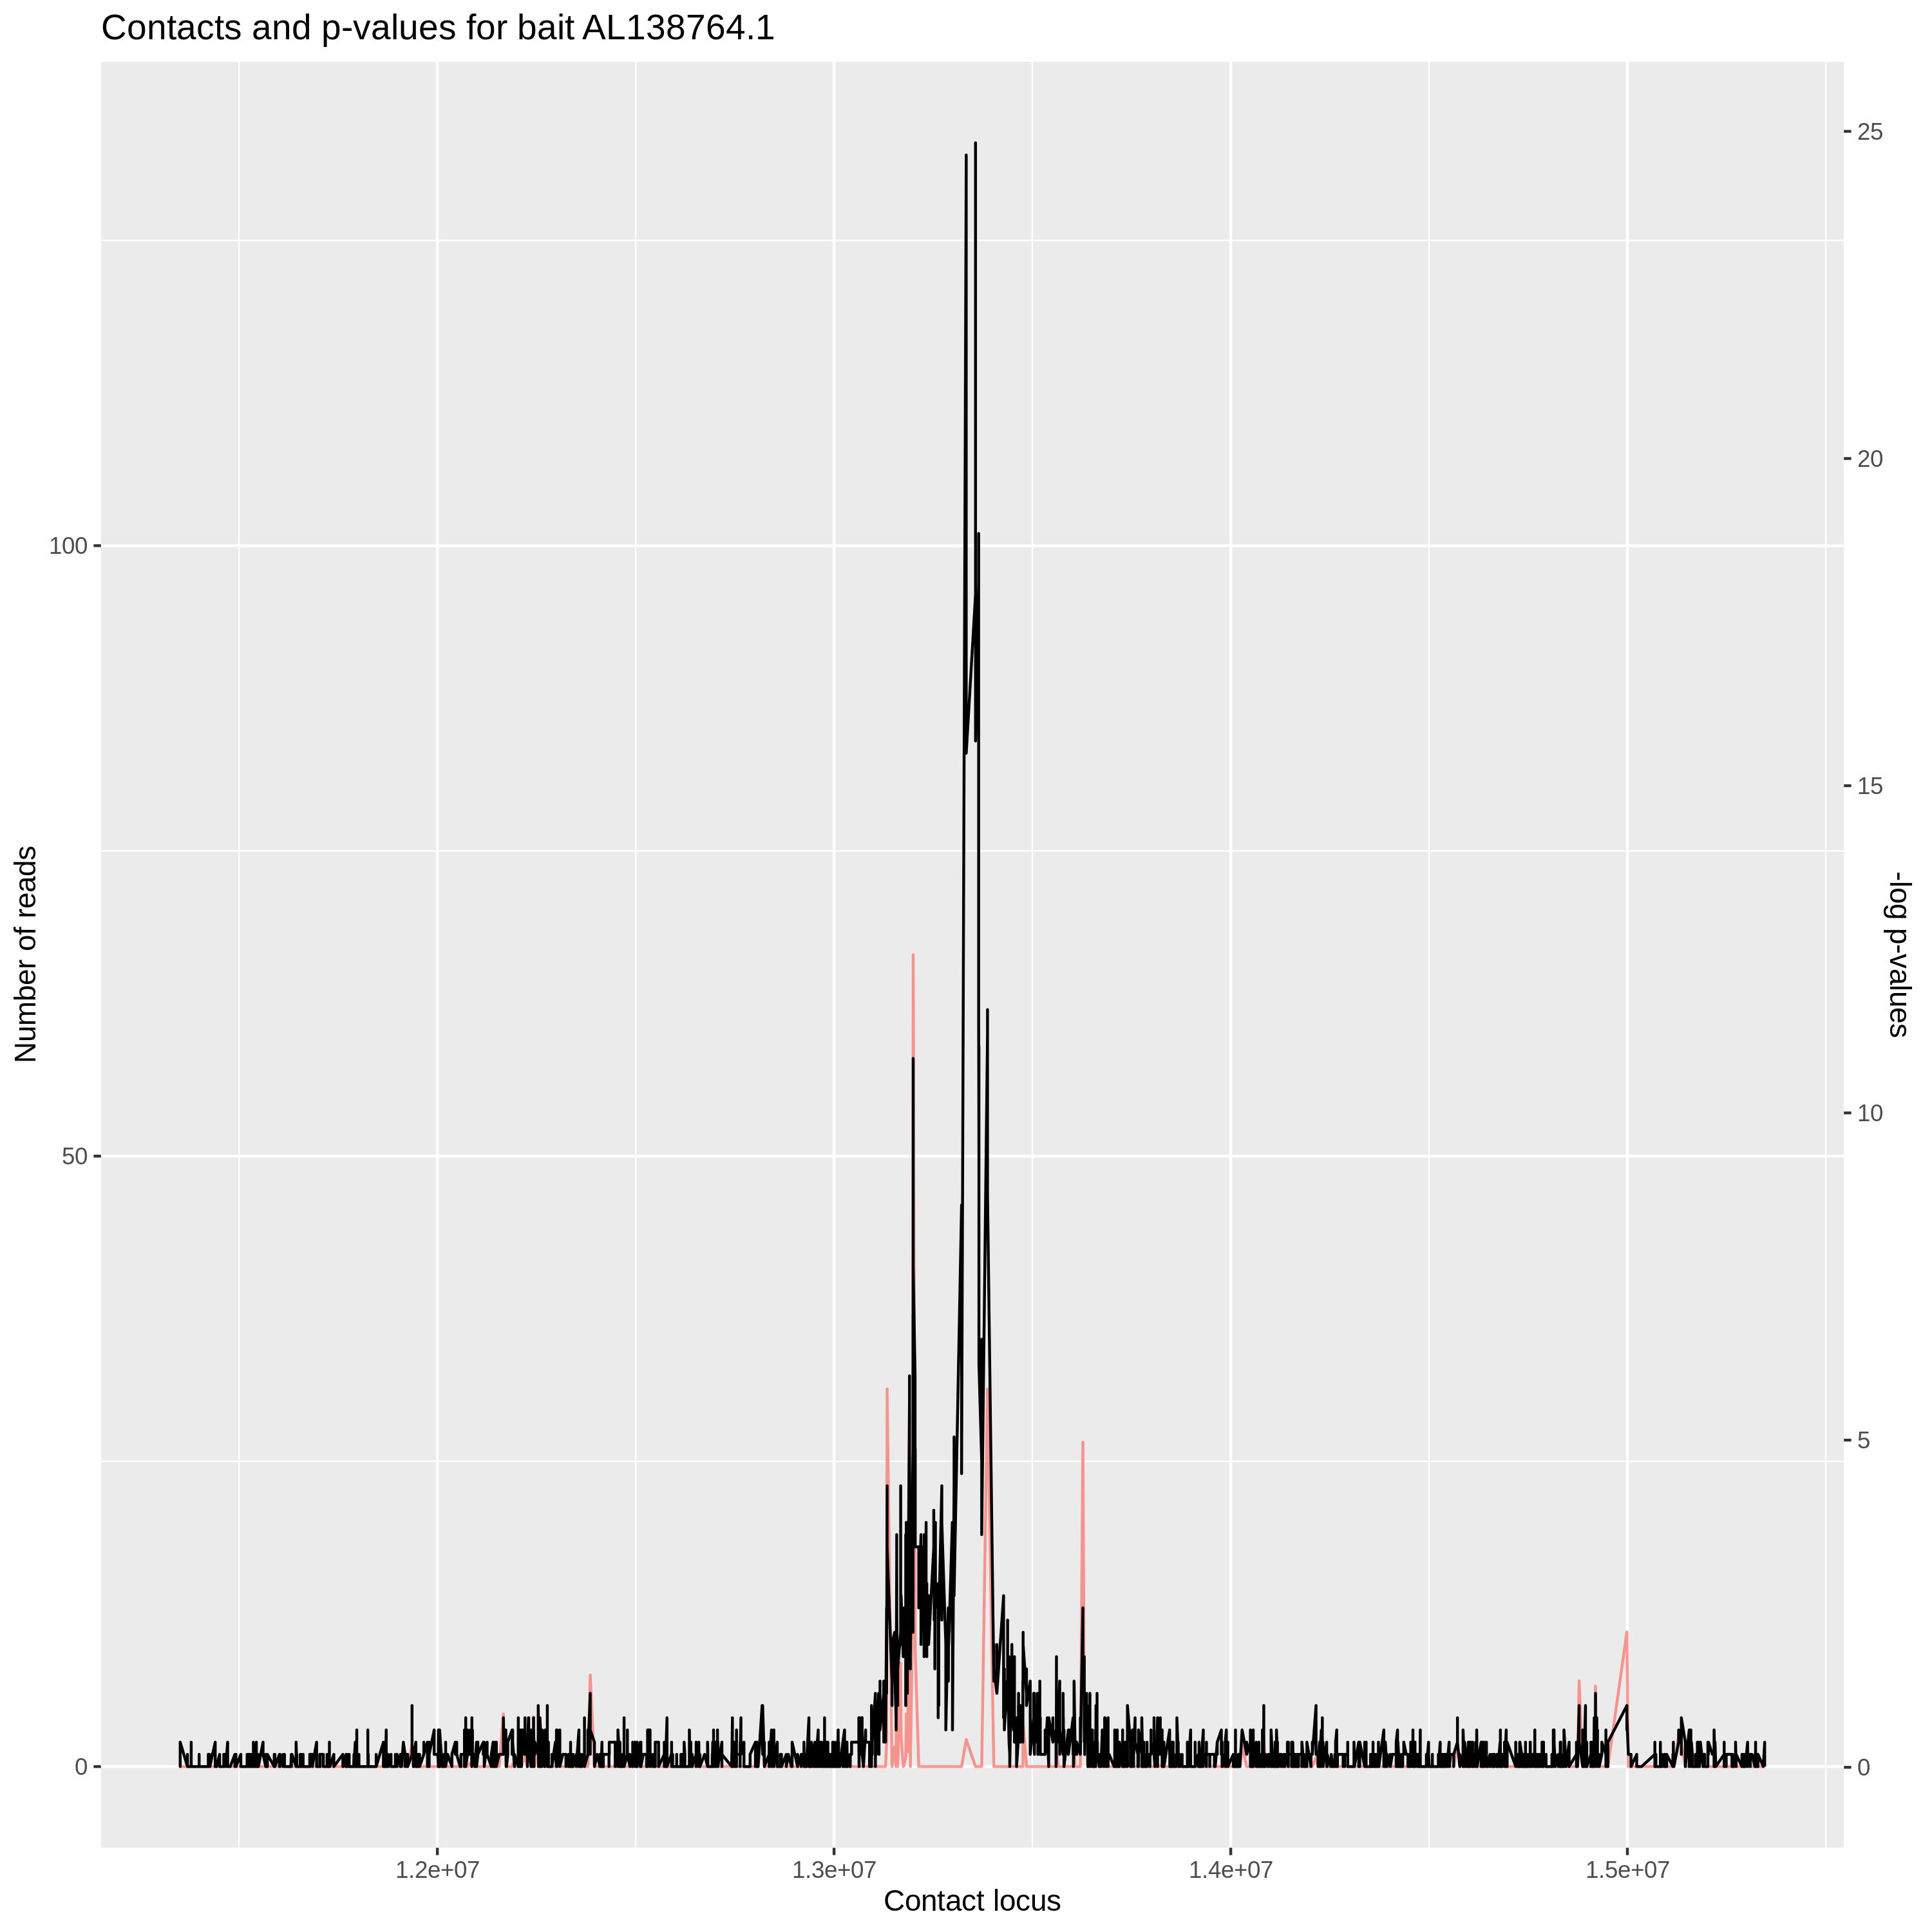 Contacts and p-values for bait AL138764.1
25
20
100
15
Number of reads
-log p-values
10
50
5
0
0
1.2e+07
1.3e+07
1.4e+07
1.5e+07
Contact locus